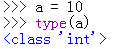 >>> a = 10
>>> type(a)
<class 'int'>